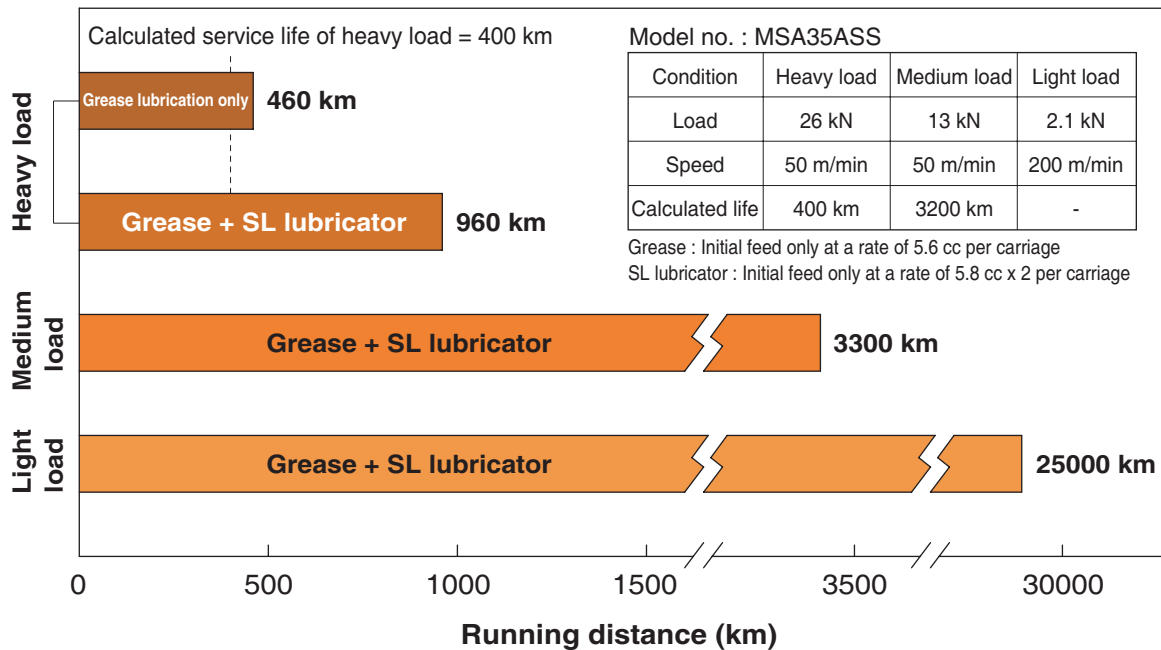 Calculated service life of heavy load = 400 km
Model no. : MSA35ASS
Condition Heavy load Medium load Light load
Load 26 kN 13 kN 2.1 kN
Speed 50 m/min 50 m/min 200 m/min
Calculated life 400 km 3200 km -
Grease : Initial feed only at a rate of 5.6 cc per carriage
SL lubricator : Initial feed only at a rate of 5.8 cc x 2 per carriage
Heavy load
Grease lubrication only 460 km
Grease + SL lubricator 960 km
Medium
load
Grease + SL lubricator 3300 km
Light
load
Grease + SL lubricator 25000 km
0 500 1000 1500 3500 30000
Running distance (km)